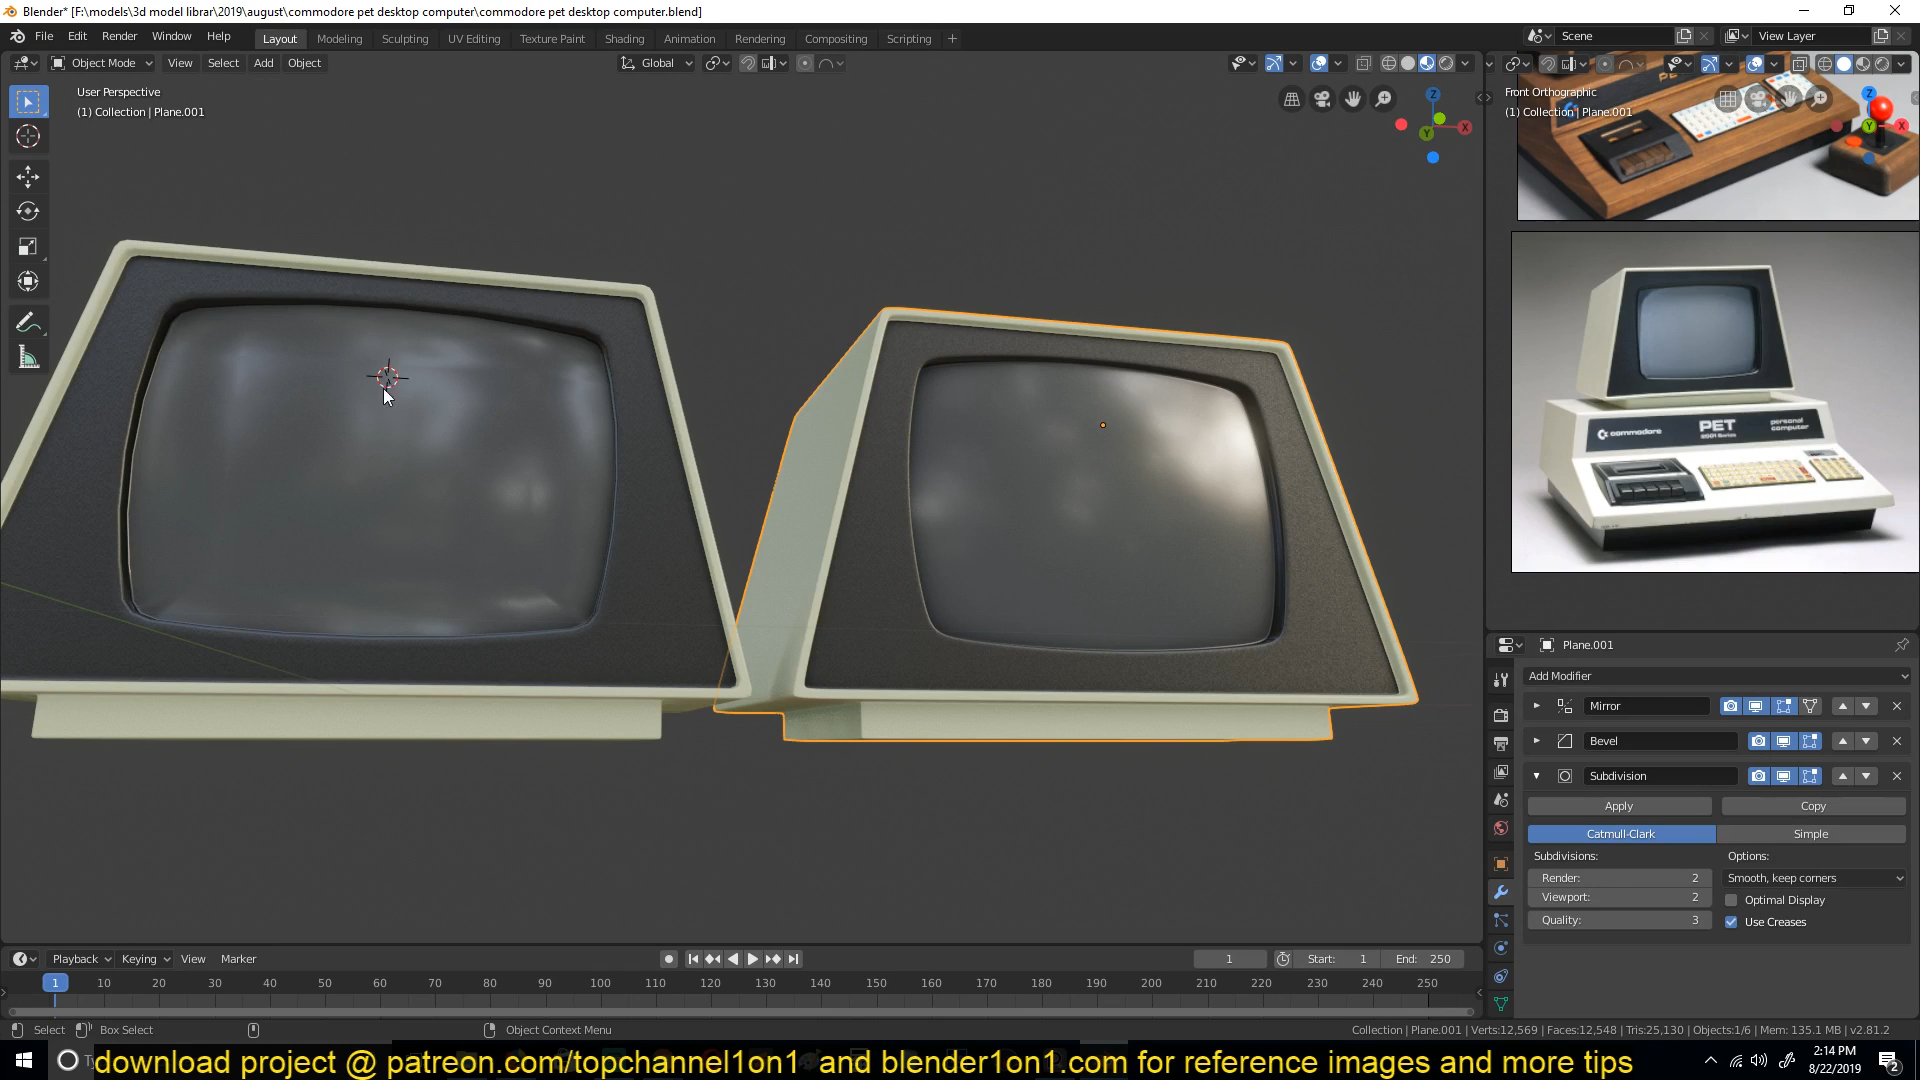 Blender* [F:\models\3d model librar\2019\august\commodore pet desktop computer\commodore pet desktop computer.blend]
File Edit Render Window Help
Layout Modeling Sculpting UV Editing Texture Paint Shading Animation Rendering Compositing Scripting +
Scene
View Layer
Object Mode View Select Add Object
Global
User Perspective
(1) Collection | Plane.001
Z
X
Y
Front Orthographic
(1) Collection | Plane.001
Z
Y
X
commodore
PET
2001 Series
personal
computer
Plane.001
Add Modifier
Mirror
Bevel
Subdivision
Apply Copy
Catmull-Clark Simple
Subdivisions: Options:
Render: 2 Smooth, keep corners
Viewport: 2 Optimal Display
Quality: 3 Use Creases
Playback Keying View Marker
1 Start: 1 End: 250
1 10 20 30 40 50 60 70 80 90 100 110 120 130 140 150 160 170 180 190 200 210 220 230 240 250
Select Box Select Object Context Menu
Collection | Plane.001 | Verts:12,569 | Faces:12,548 | Tris:25,130 | Objects:1/6 | Mem: 135.1 MB | v2.81.2
download project @ patreon.com/topchannel1on1 and blender1on1.com for reference images and more tips
2:14 PM
8/22/2019
2